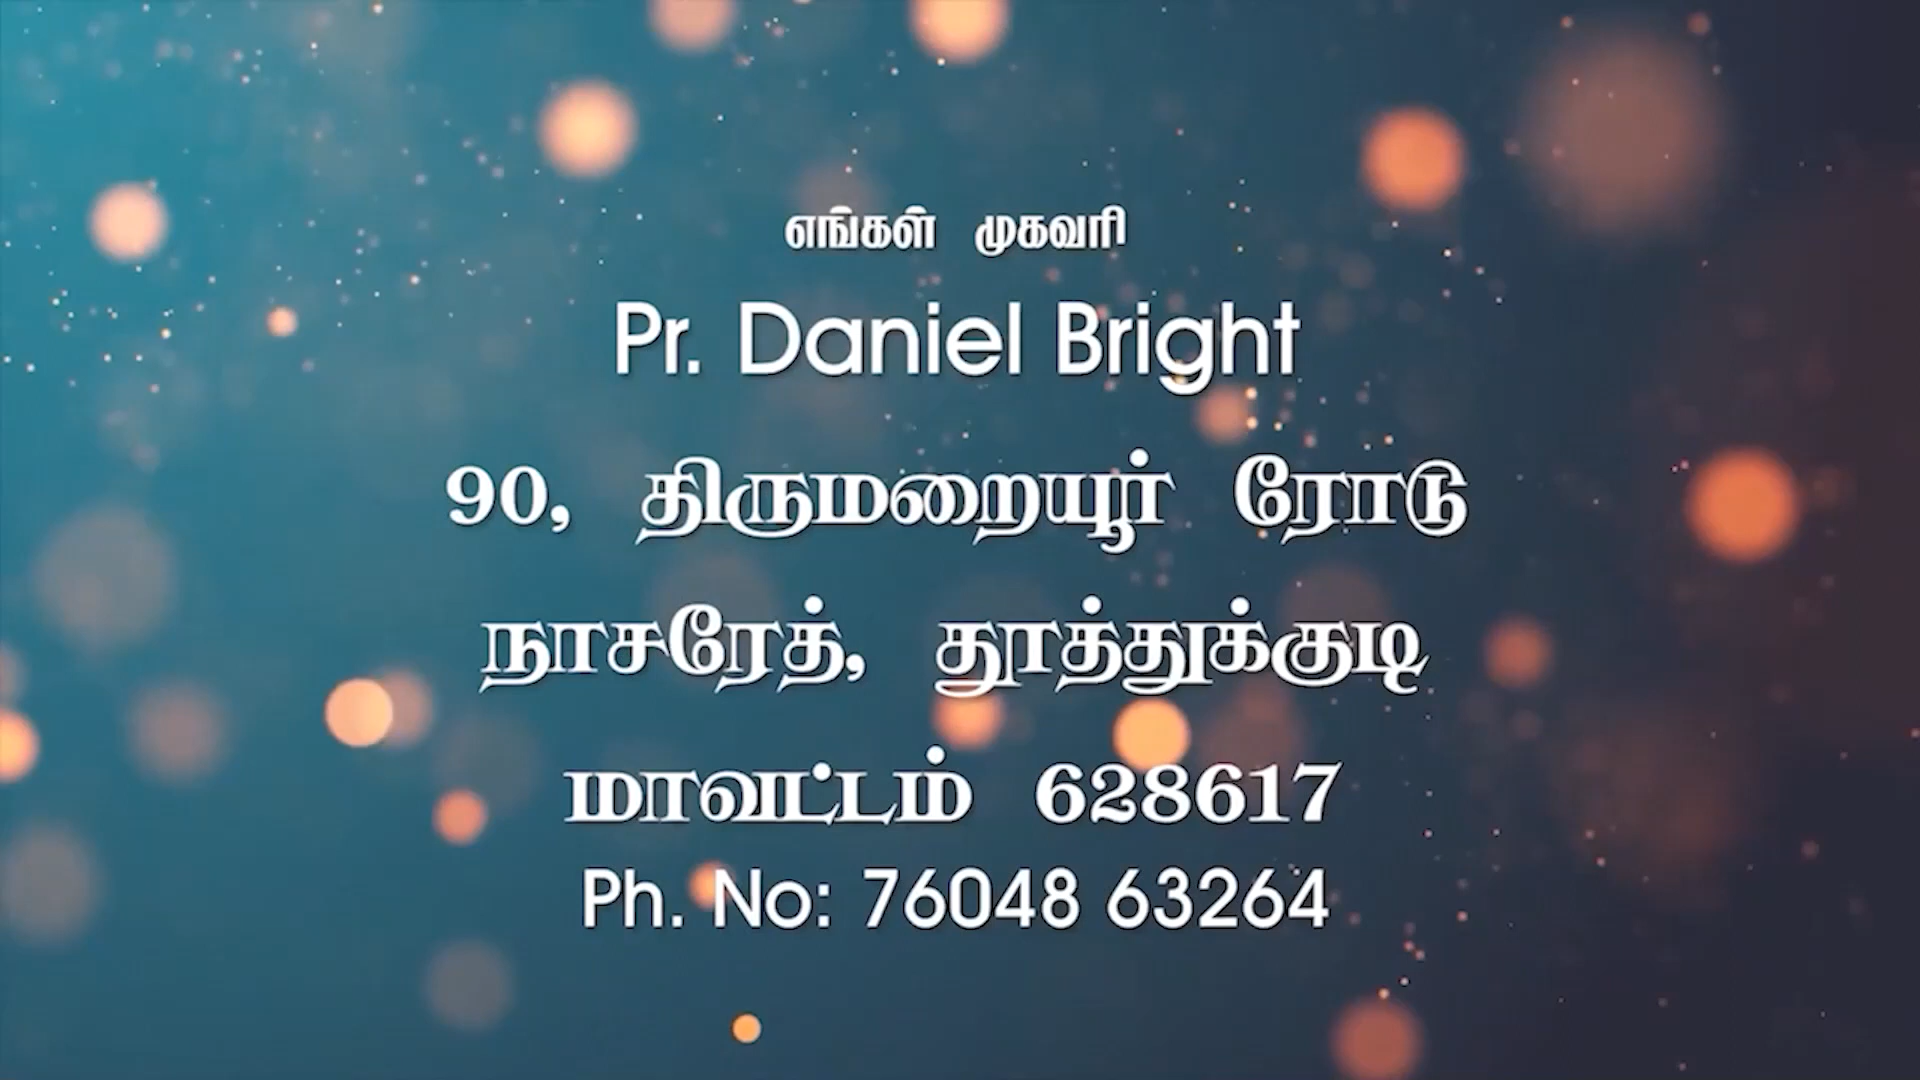 எங்கள் முகவரி
Pr. Daniel Bright
90, திருமறையூர் ரோடு
நாசரேத், தூத்துக்குடி
மாவட்டம் 628617
Ph. No: 76048 63264